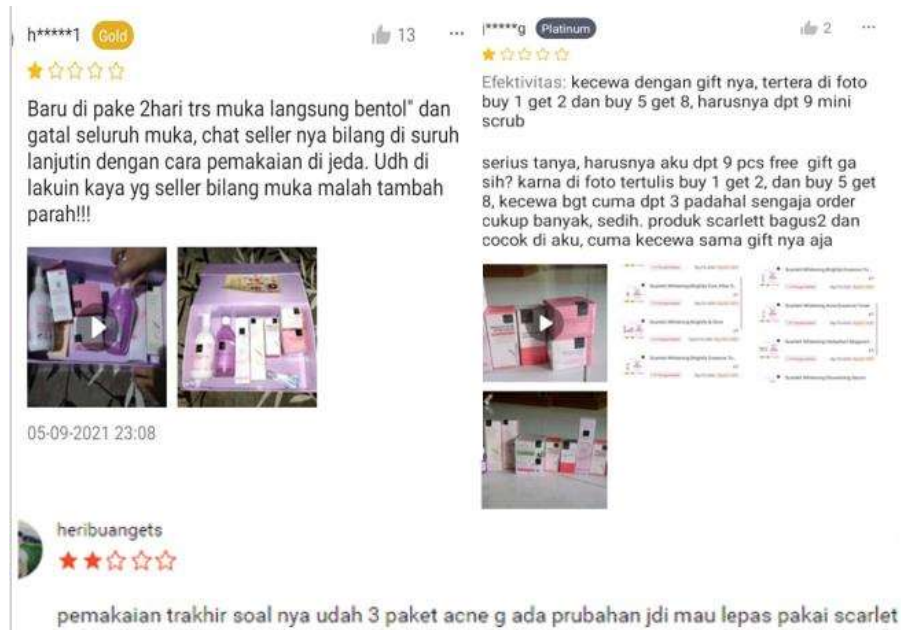 h*****1 Gold
13
Baru di pake 2hari trs muka langsung bentol" dan
gatal seluruh muka, chat seller nya bilang di suruh
lanjutin dengan cara pemakaian di jeda. Udh di
lakuin kaya yg seller bilang muka malah tambah
parah!!!
05-09-2021 23:08
j*****g Platinum
2
Efektivitas: kecewa dengan gift nya, tertera di foto
buy 1 get 2 dan buy 5 get 8, harusnya dpt 9 mini
scrub
serius tanya, harusnya aku dpt 9 pcs free gift ga
sih? karna di foto tertulis buy 1 get 2, dan buy 5 get
8, kecewa bgt cuma dpt 3 padahal sengaja order
cukup banyak, sedih. produk scarlett bagus2 dan
cocok di aku, cuma kecewa sama gift nya aja
heribuangets
pemakaian trakhir soal nya udah 3 paket acne g ada prubahan jdi mau lepas pakai scarlet